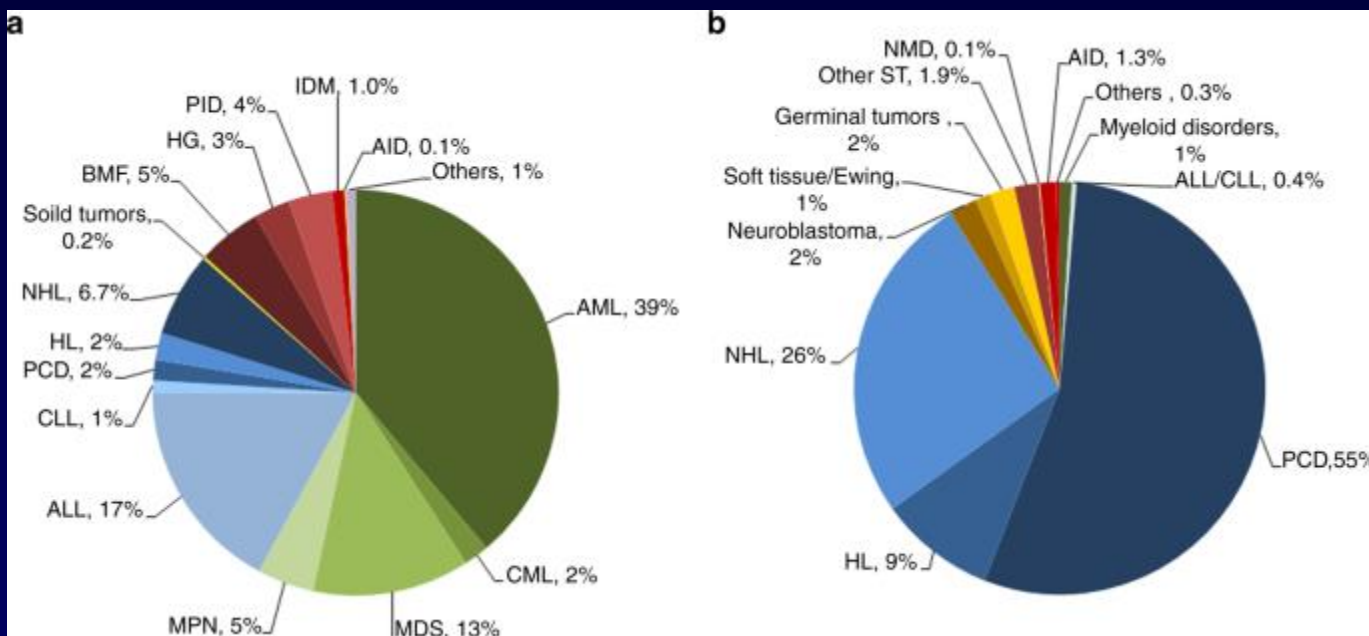 a
IDM, 1.0%
PID, 4%
HG, 3%
AID, 0.1%
Others, 1%
BMF, 5%
Soild tumors,
0.2%
NHL, 6.7%
HL, 2%
PCD, 2%
CLL, 1%
ALL, 17%
MPN, 5%
MDS, 13%
CML, 2%
AML, 39%
b
NMD, 0.1%
AID, 1.3%
Other ST, 1.9%
Others , 0.3%
Germinal tumors ,
2%
Myeloid disorders,
1%
Soft tissue/Ewing,
1%
ALL/CLL, 0.4%
Neuroblastoma,
2%
NHL, 26%
HL, 9%
PCD,55%